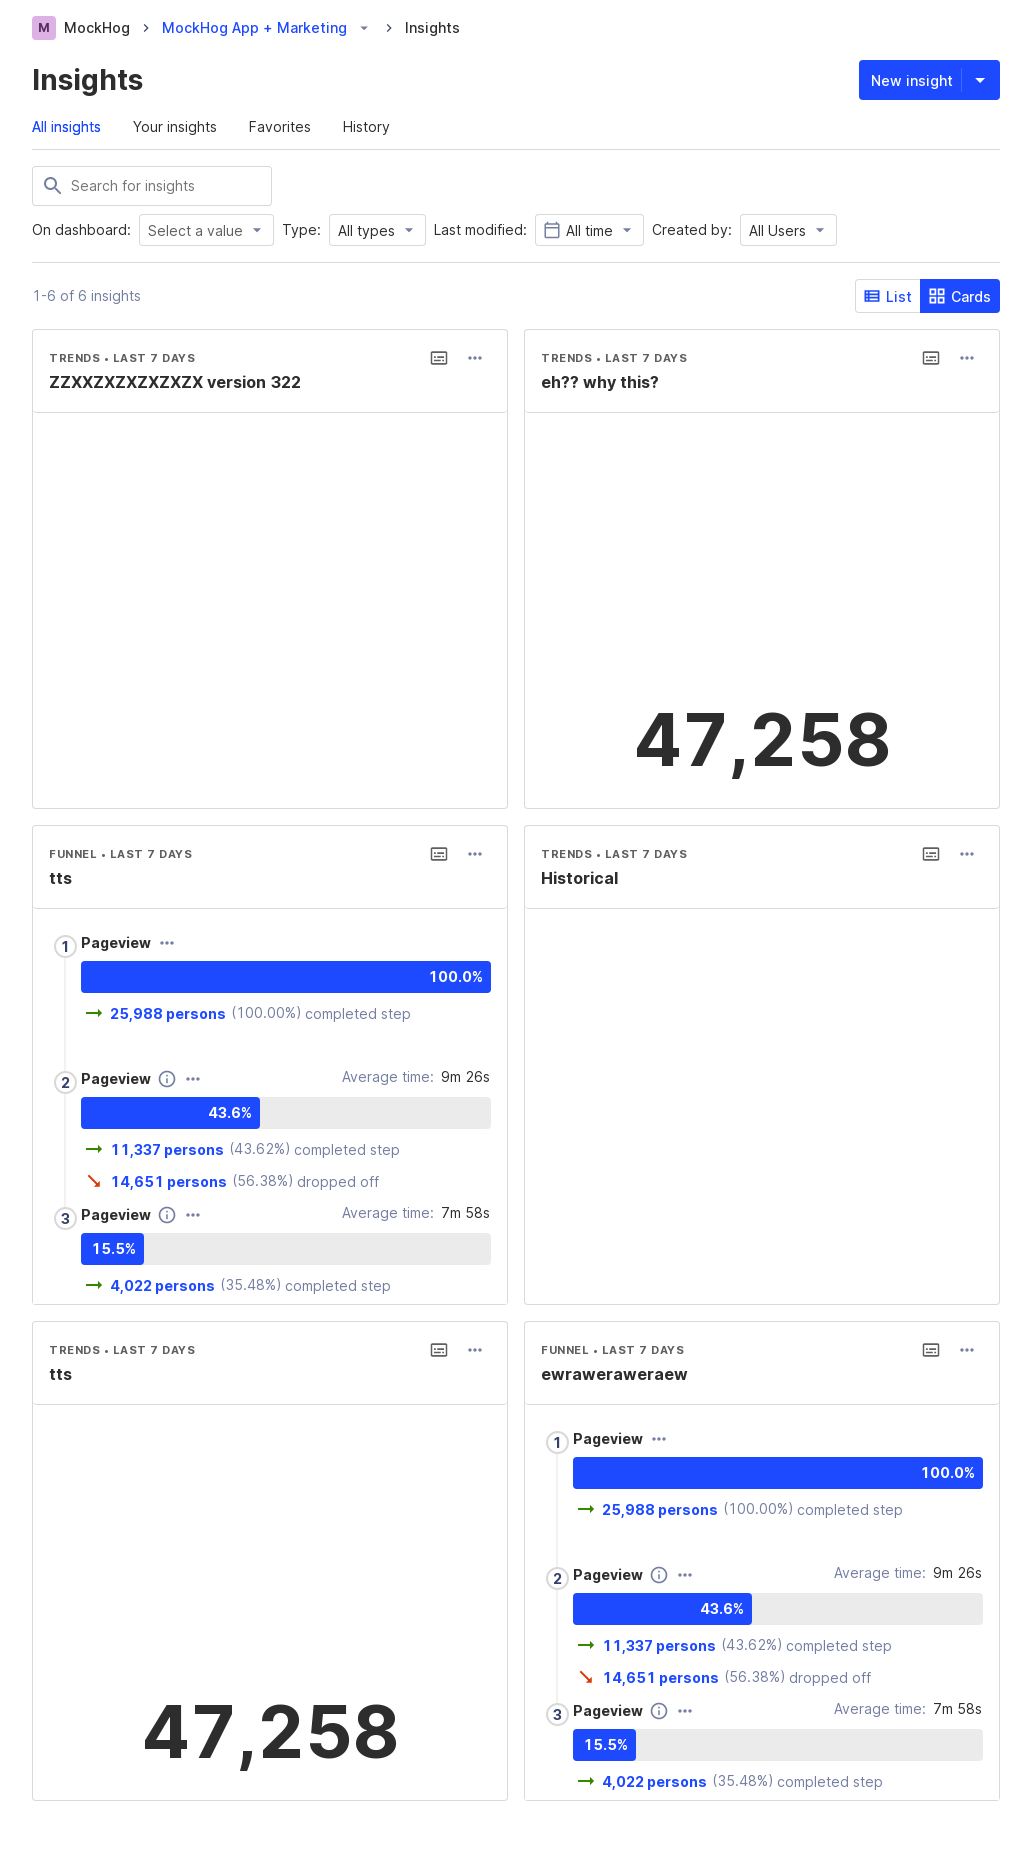 M MockHog MockHog App + Marketing Insights
Insights
New insight
All insights Your insights Favorites History
Search for insights
On dashboard: Select a value Type: All types Last modified: All time Created by: All Users
1-6 of 6 insights
List Cards
TRENDS • LAST 7 DAYS
ZZXXZXZXZXZXZX version 322
TRENDS • LAST 7 DAYS
eh?? why this?
47,258
FUNNEL • LAST 7 DAYS
tts
1 Pageview
100.0%
25,988 persons (100.00%) completed step
2 Pageview Average time: 9m 26s
43.6%
11,337 persons (43.62%) completed step
14,651 persons (56.38%) dropped off
3 Pageview Average time: 7m 58s
15.5%
4,022 persons (35.48%) completed step
TRENDS • LAST 7 DAYS
Historical
TRENDS • LAST 7 DAYS
tts
47,258
FUNNEL • LAST 7 DAYS
ewraweraweraew
1 Pageview
100.0%
25,988 persons (100.00%) completed step
2 Pageview Average time: 9m 26s
43.6%
11,337 persons (43.62%) completed step
14,651 persons (56.38%) dropped off
3 Pageview Average time: 7m 58s
15.5%
4,022 persons (35.48%) completed step